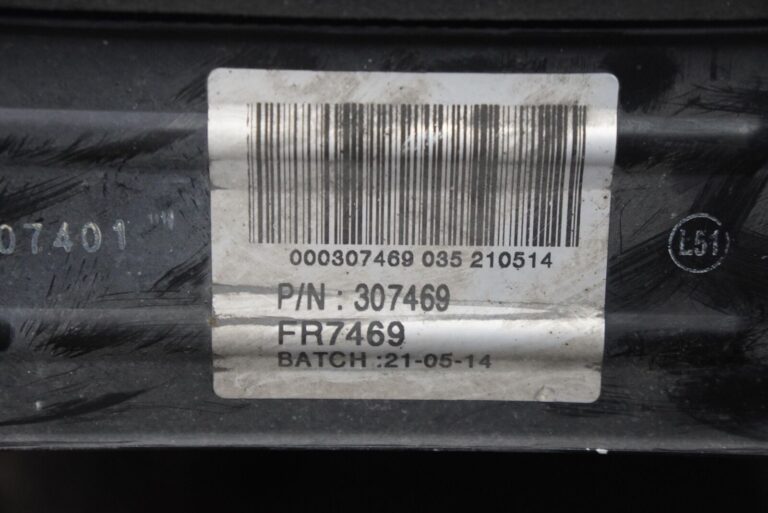 000307469 035 210514
P/N : 307469
FR7469
BATCH :21-05-14
07401 "
L51